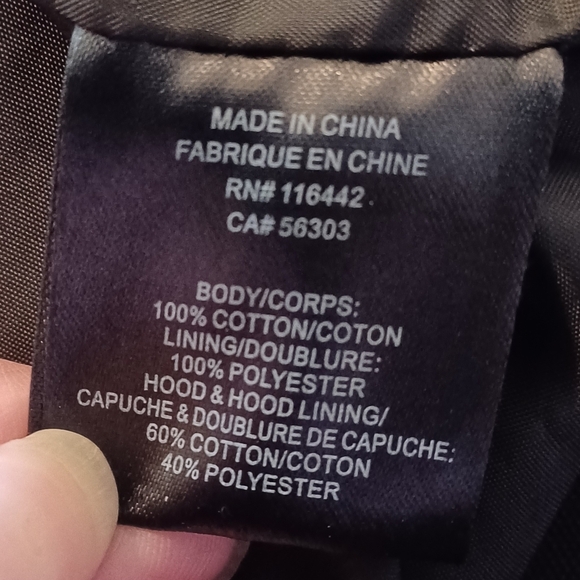 MADE IN CHINA
FABRIQUE EN CHINE
RN# 116442
CA# 56303
BODY/CORPS:
100% COTTON/COTON
LINING/DOUBLURE:
100% POLYESTER
HOOD & HOOD LINING/
CAPUCHE & DOUBLURE DE CAPUCHE:
60% COTTON/COTON
40% POLYESTER